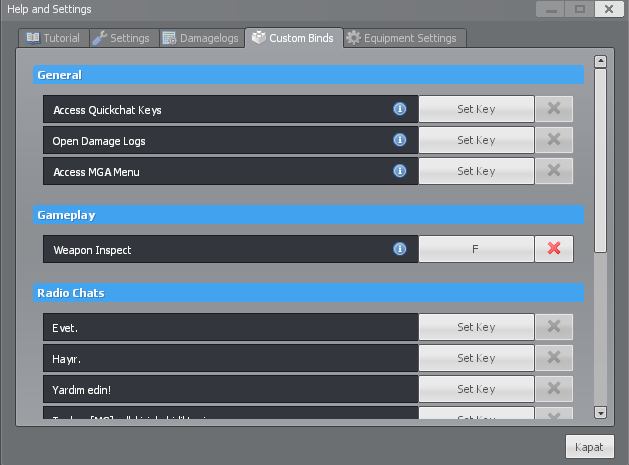 Help and Settings
Tutorial Settings Damagelogs Custom Binds Equipment Settings
General
Access Quickchat Keys Set Key
Open Damage Logs Set Key
Access MGA Menu Set Key
Gameplay
Weapon Inspect F
Radio Chats
Evet. Set Key
Hayır. Set Key
Yardım edin! Set Key
Set Key
Kapat